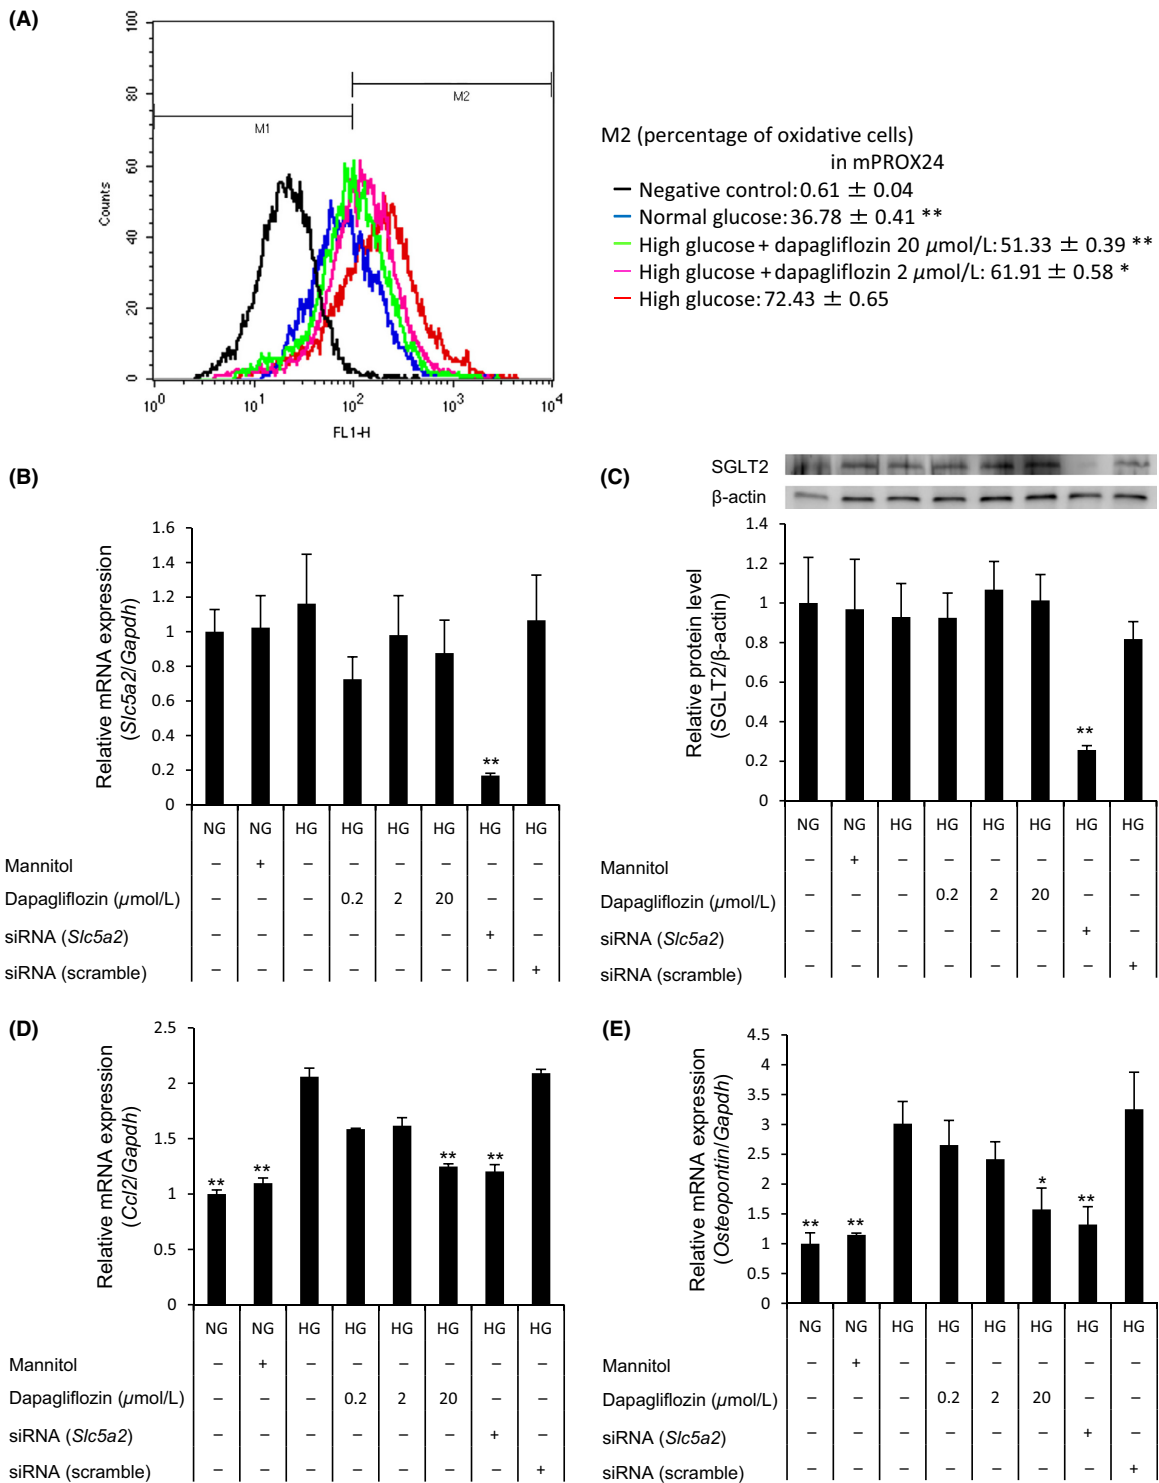 (A)
100
80
60
40
20
0
Counts
M1
M2
10^0 10^1 10^2 10^3 10^4
FL1-H
M2 (percentage of oxidative cells)
in mPROX24
Negative control: 0.61 ± 0.04
Normal glucose: 36.78 ± 0.41 **
High glucose + dapagliflozin 20 µmol/L: 51.33 ± 0.39 **
High glucose + dapagliflozin 2 µmol/L: 61.91 ± 0.58 *
High glucose: 72.43 ± 0.65
(B)
Relative mRNA expression
(Slc5a2/Gapdh)
1.6
1.4
1.2
1
0.8
0.6
0.4
0.2
0
**
NG NG HG HG HG HG HG HG
Mannitol – + – – – – – –
Dapagliflozin (µmol/L) – – – 0.2 2 20 – –
siRNA (Slc5a2) – – – – – – + –
siRNA (scramble) – – – – – – – +
(C)
SGLT2
β-actin
Relative protein level
(SGLT2/β-actin)
1.4
1.2
1
0.8
0.6
0.4
0.2
0
**
NG NG HG HG HG HG HG HG
Mannitol – + – – – – – –
Dapagliflozin (µmol/L) – – – 0.2 2 20 – –
siRNA (Slc5a2) – – – – – – + –
siRNA (scramble) – – – – – – – +
(D)
Relative mRNA expression
(Ccl2/Gapdh)
2.5
2
1.5
1
0.5
0
** ** ** **
NG NG HG HG HG HG HG HG
Mannitol – + – – – – – –
Dapagliflozin (µmol/L) – – – 0.2 2 20 – –
siRNA (Slc5a2) – – – – – – + –
siRNA (scramble) – – – – – – – +
(E)
Relative mRNA expression
(Osteopontin/Gapdh)
4.5
4
3.5
3
2.5
2
1.5
1
0.5
0
** ** * **
NG NG HG HG HG HG HG HG
Mannitol – + – – – – – –
Dapagliflozin (µmol/L) – – – 0.2 2 20 – –
siRNA (Slc5a2) – – – – – – + –
siRNA (scramble) – – – – – – – +